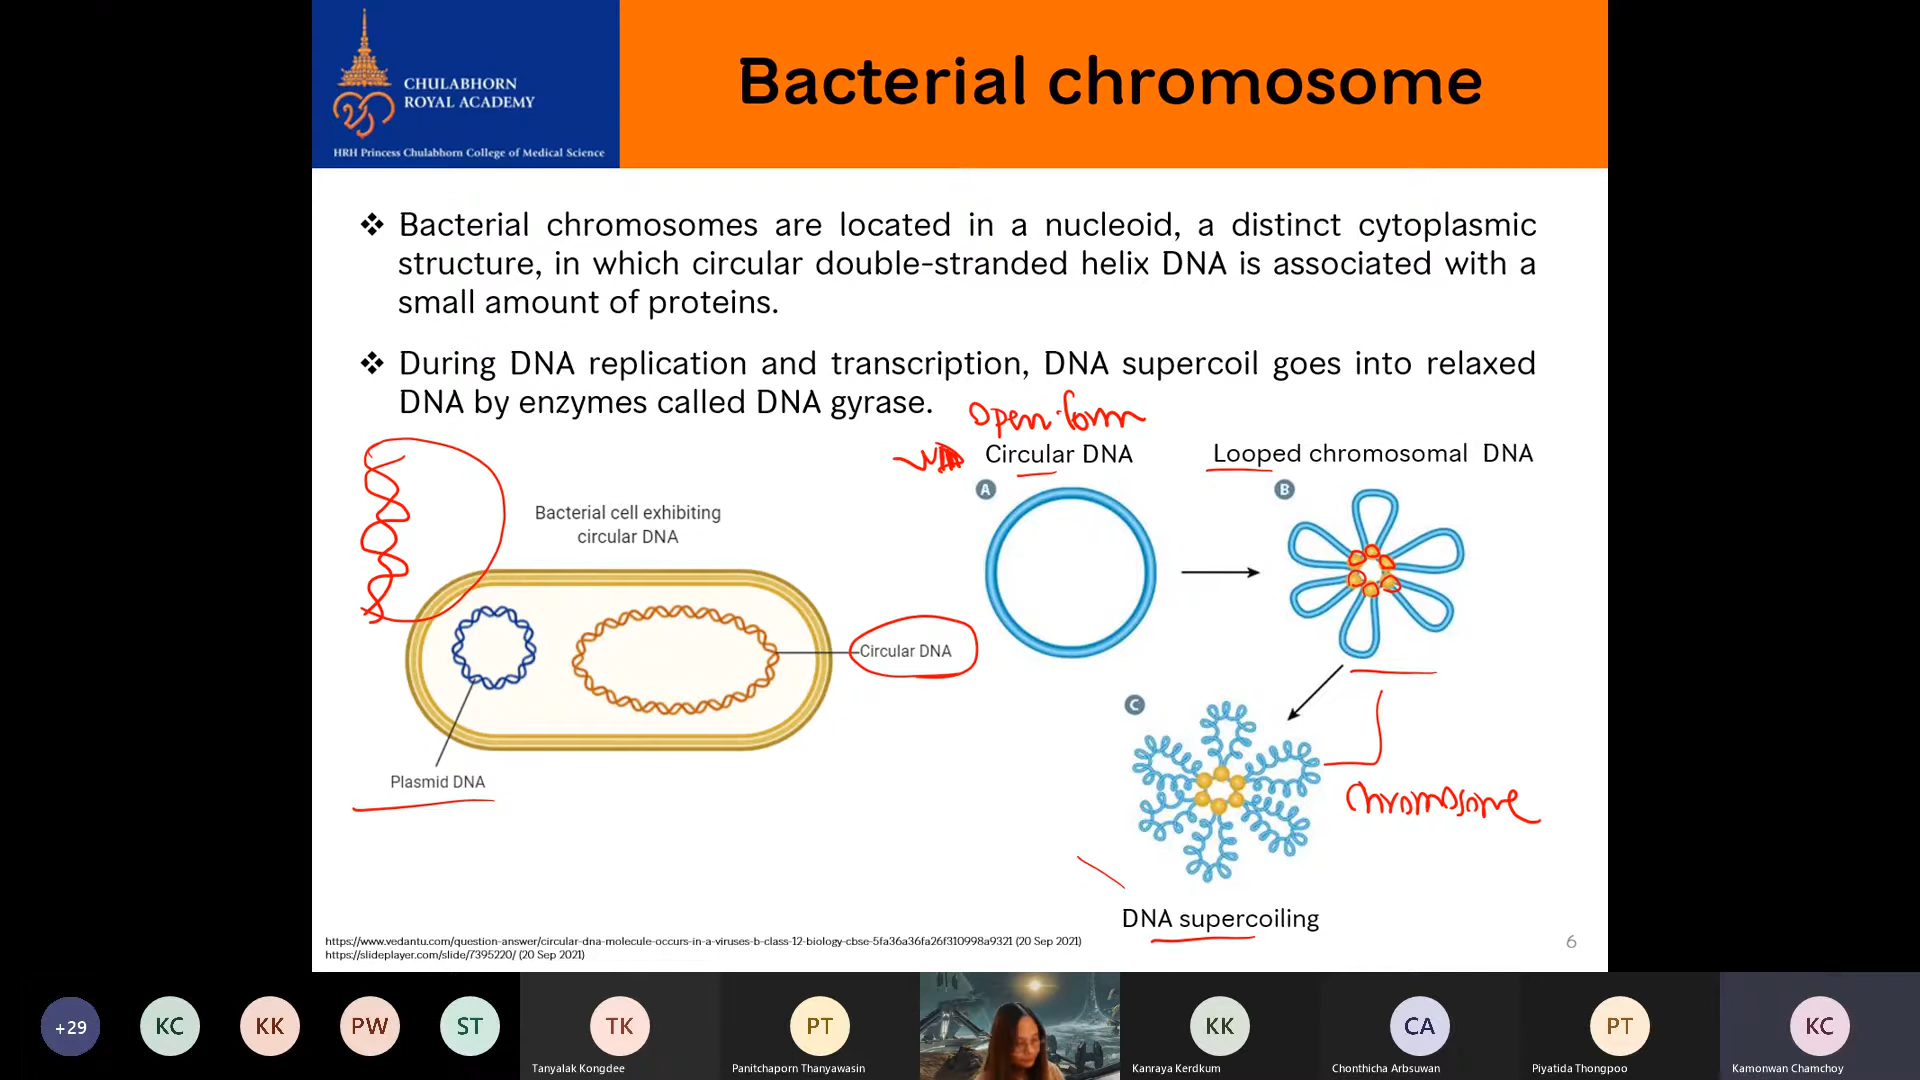 CHULABHORN
ROYAL ACADEMY
HRH Princess Chulabhorn College of Medical Science
Bacterial chromosome
❖ Bacterial chromosomes are located in a nucleoid, a distinct cytoplasmic
structure, in which circular double-stranded helix DNA is associated with a
small amount of proteins.
❖ During DNA replication and transcription, DNA supercoil goes into relaxed
DNA by enzymes called DNA gyrase.
Open form
Circular DNA
Looped chromosomal DNA
A
B
Bacterial cell exhibiting
circular DNA
Circular DNA
C
Plasmid DNA
chromosome
DNA supercoiling
https://www.vedantu.com/question-answer/circular-dna-molecule-occurs-in-a-viruses-b-class-12-biology-cbse-5fa36a36fa26f310998a9321 (20 Sep 2021)
https://slideplayer.com/slide/7395220/ (20 Sep 2021)
6
+29
KC
KK
PW
ST
TK
PT
KK
CA
PT
KC
Tanyalak Kongdee
Panitchaporn Thanyawasin
Kanraya Kerdkum
Chonthicha Arbsuwan
Piyatida Thongpoo
Kamonwan Chamchoy